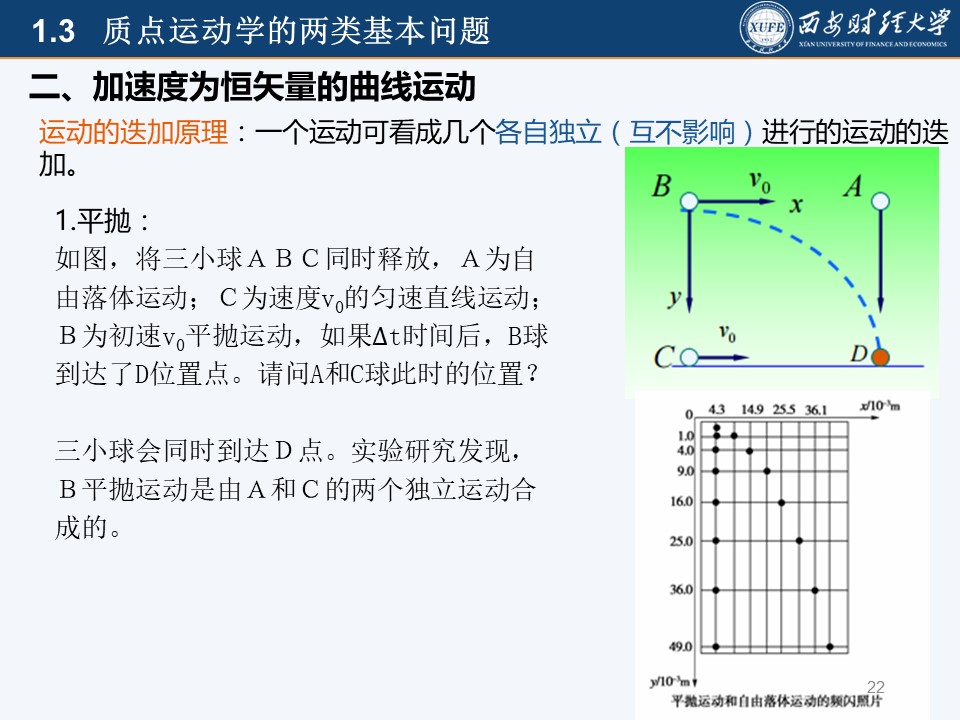 1.3 质点运动学的两类基本问题
XUFE
西安财经大学
XI'AN UNIVERSITY OF FINANCE AND ECONOMICS
二、加速度为恒矢量的曲线运动
运动的迭加原理：一个运动可看成几个各自独立（互不影响）进行的运动的迭
加。
1.平抛：
如图，将三小球ＡＢＣ同时释放，Ａ为自
由落体运动；Ｃ为速度v0的匀速直线运动；
Ｂ为初速v0平抛运动，如果Δt时间后，B球
到达了D位置点。请问A和C球此时的位置？
三小球会同时到达Ｄ点。实验研究发现，
Ｂ平抛运动是由Ａ和Ｃ的两个独立运动合
成的。
B v0 x A
y
v0
C D
0 4.3 14.9 25.5 36.1 x/10⁻³m
1.0
4.0
9.0
16.0
25.0
36.0
49.0
y/10⁻³m
22
平抛运动和自由落体运动的频闪照片